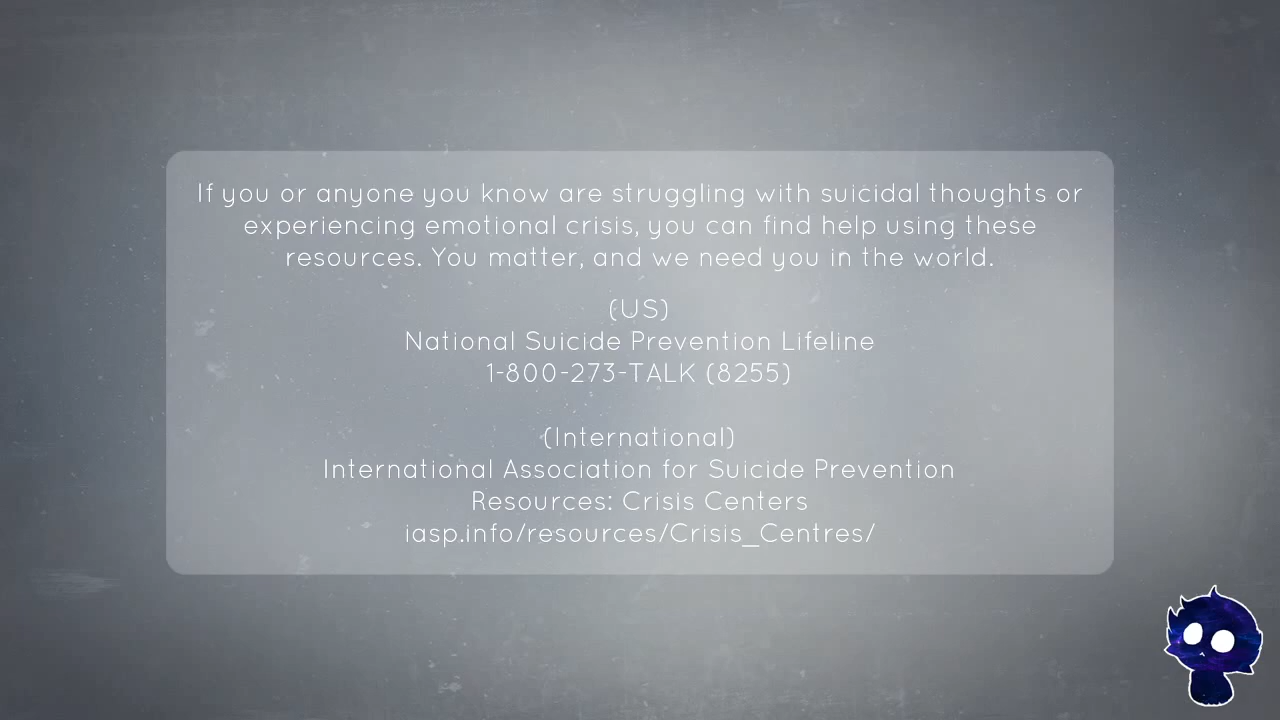 If you or anyone you know are struggling with suicidal thoughts or
experiencing emotional crisis, you can find help using these
resources. You matter, and we need you in the world.
(US)
National Suicide Prevention Lifeline
1-800-273-TALK (8255)
(International)
International Association for Suicide Prevention
Resources: Crisis Centers
iasp.info/resources/Crisis_Centres/